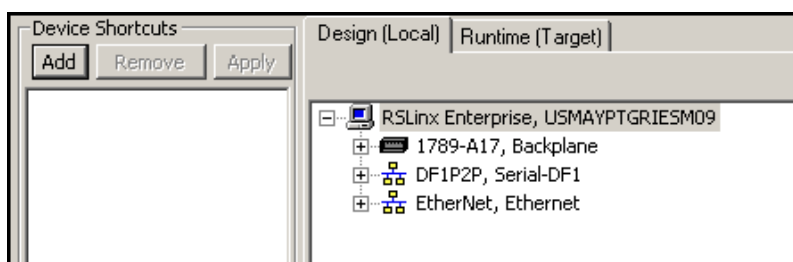 Device Shortcuts
Add Remove Apply
Design (Local) Runtime (Target)
RSLinx Enterprise, USMAYPTGRIESM09
1789-A17, Backplane
DF1P2P, Serial-DF1
EtherNet, Ethernet